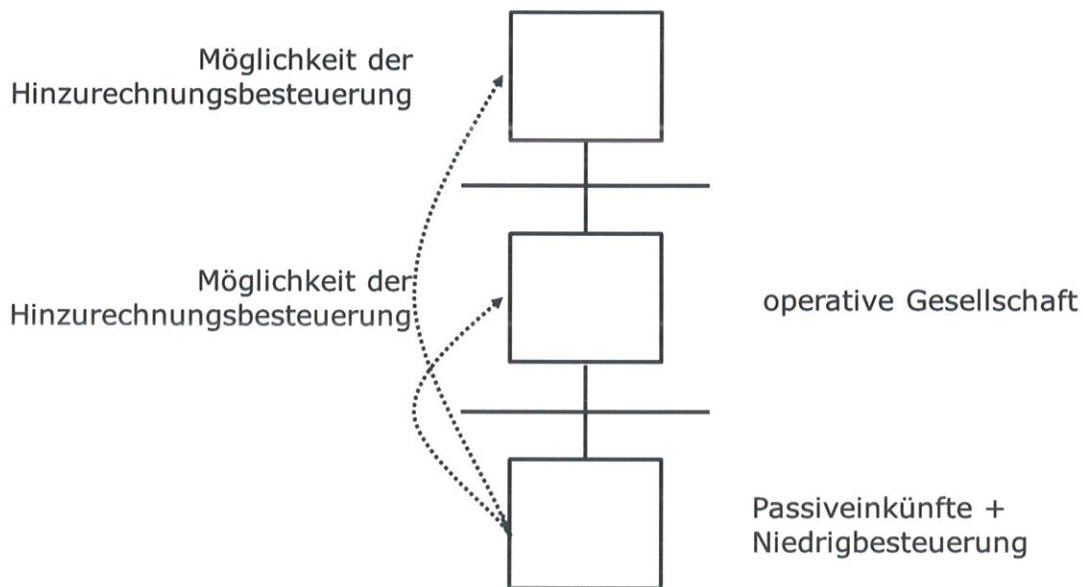 Möglichkeit der
Hinzurechnungsbesteuerung
Möglichkeit der
Hinzurechnungsbesteuerung
operative Gesellschaft
Passiveinkünfte +
Niedrigbesteuerung